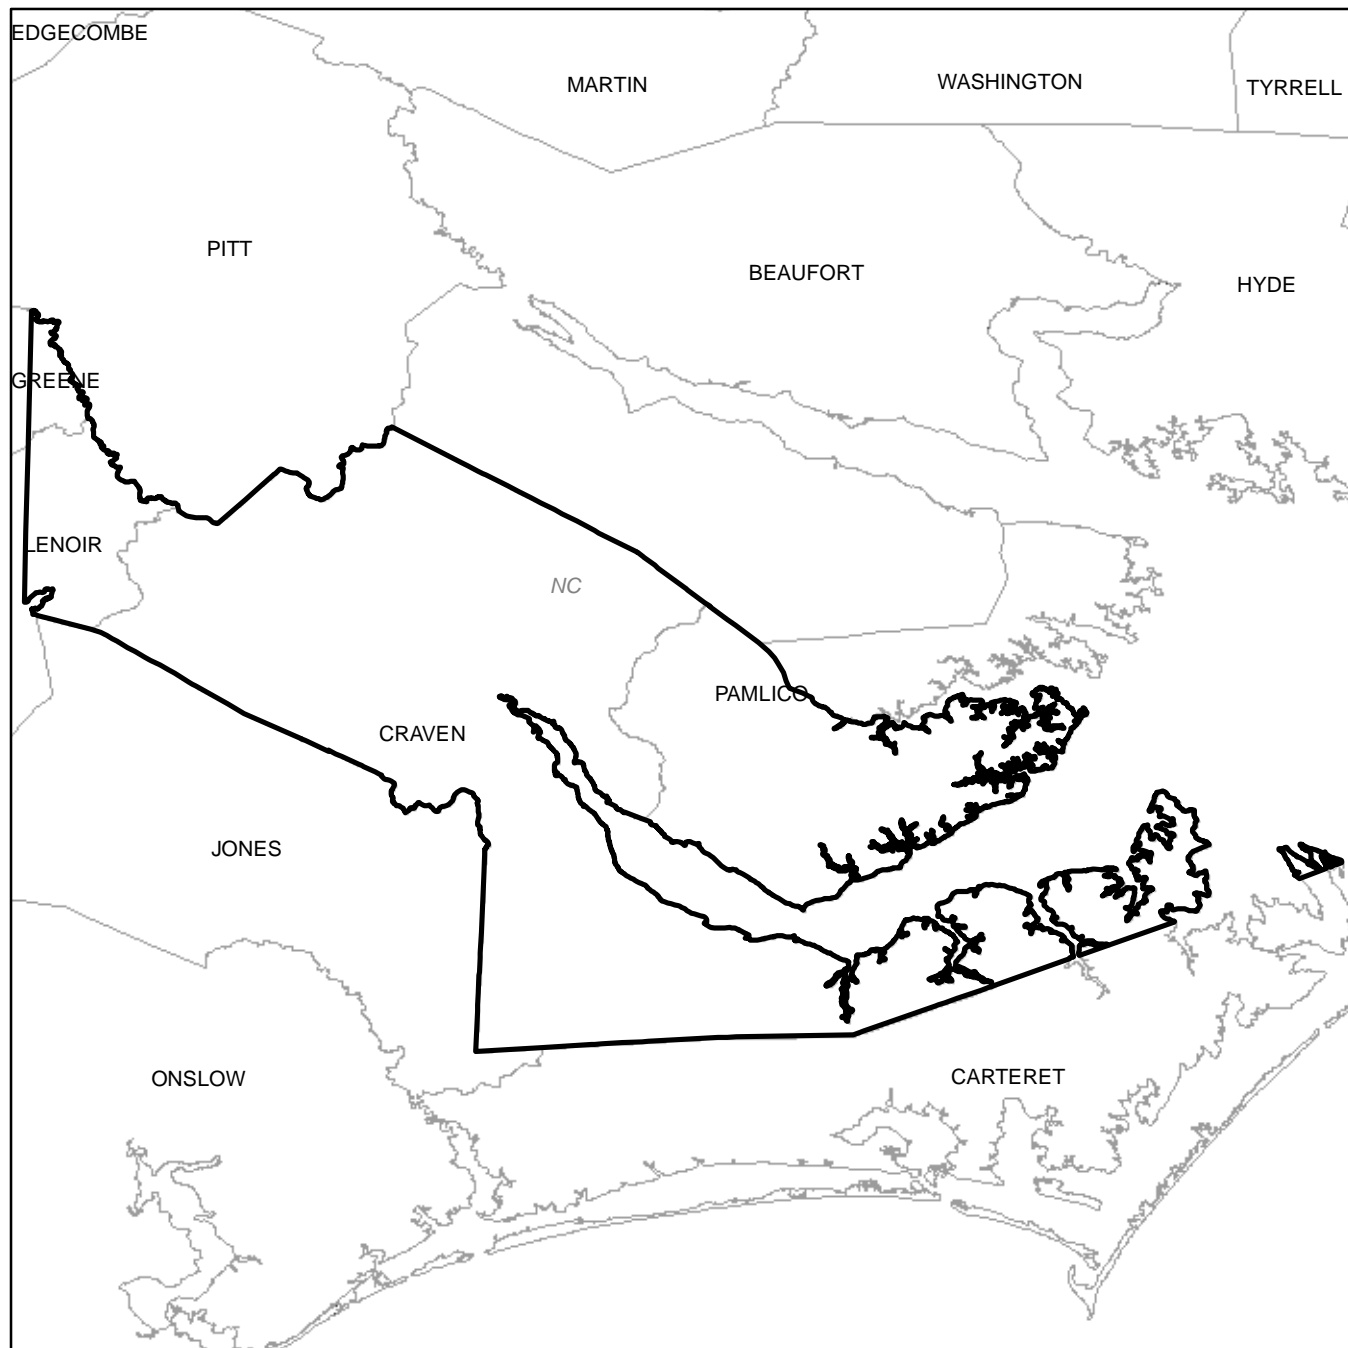 EDGECOMBE
MARTIN
WASHINGTON
TYRRELL
PITT
BEAUFORT
HYDE
GREENE
LENOIR
NC
PAMLICO
CRAVEN
JONES
ONSLOW
CARTERET